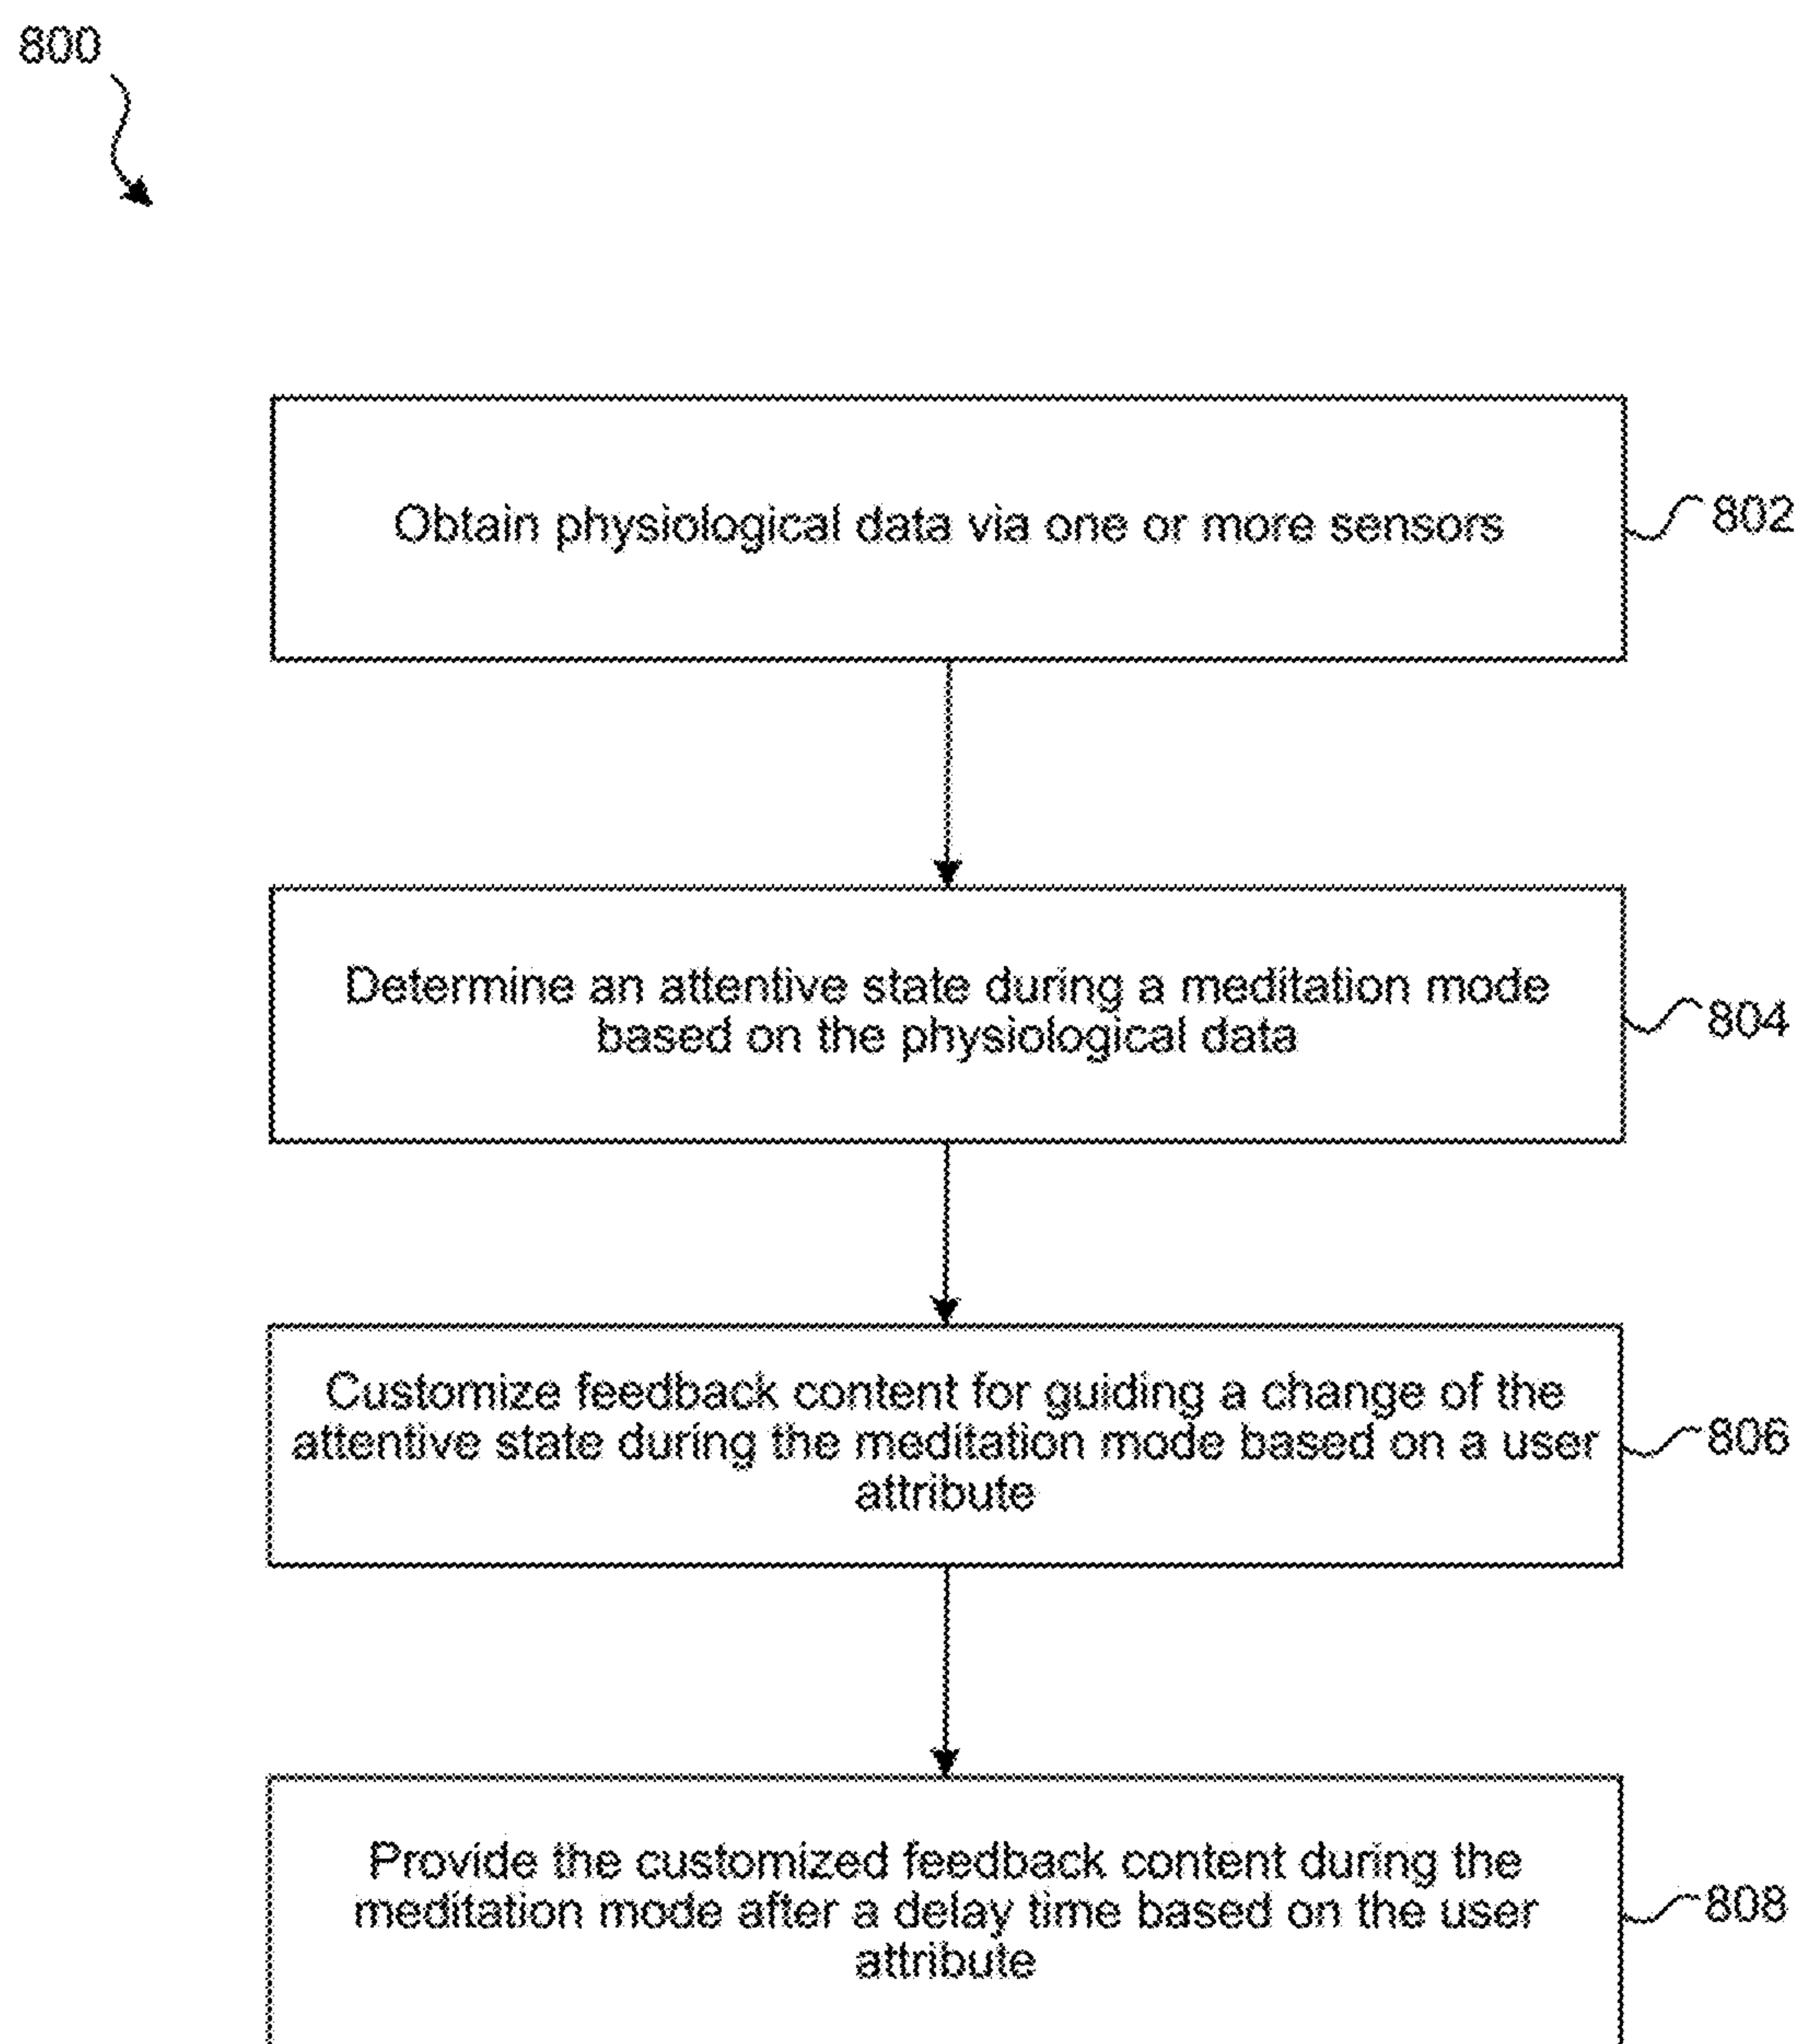 800
Obtain physiological data via one or more sensors
802
Determine an attentive state during a meditation mode
based on the physiological data
804
Customize feedback content for guiding a change of the
attentive state during the meditation mode based on a user
attribute
806
Provide the customized feedback content during the
meditation mode after a delay time based on the user
attribute
808